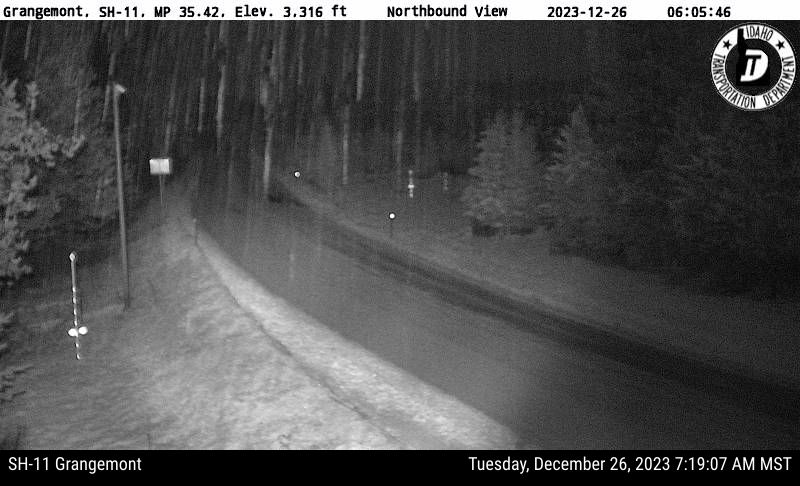 Grangemont, SH-11, MP 35.42, Elev. 3,316 ft Northbound View 2023-12-26 06:05:46
IDAHO
TRANSPORTATION DEPARTMENT
SH-11 Grangemont Tuesday, December 26, 2023 7:19:07 AM MST